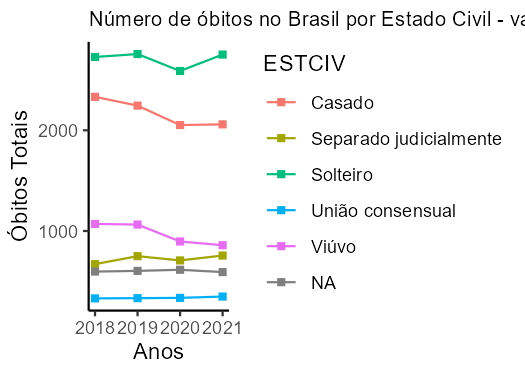 Número de óbitos no Brasil por Estado Civil - va
ESTCIV
Casado
Separado judicialmente
Solteiro
União consensual
Viúvo
NA
Óbitos Totais
2000
1000
2018 2019 2020 2021
Anos